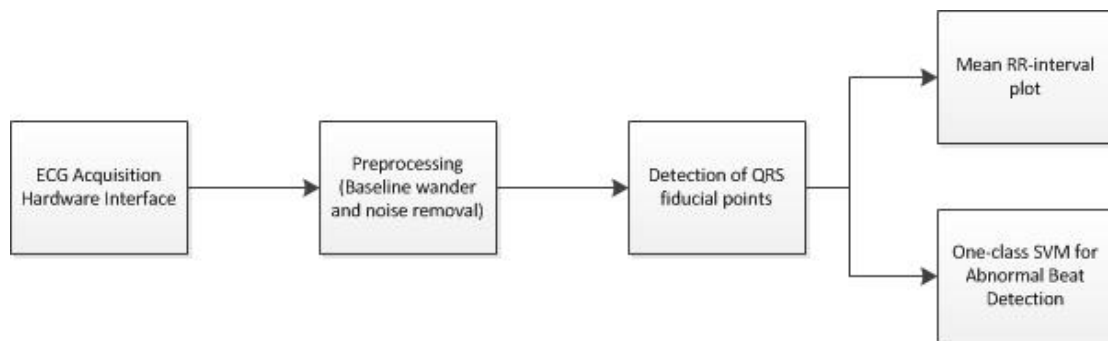 ECG Acquisition
Hardware Interface
Preprocessing
(Baseline wander
and noise removal)
Detection of QRS
fiducial points
Mean RR-interval
plot
One-class SVM for
Abnormal Beat
Detection